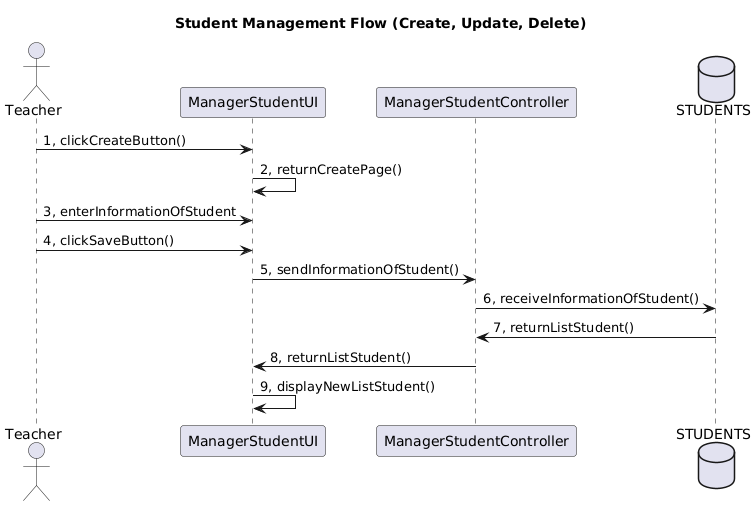 Student Management Flow (Create, Update, Delete)
Teacher
ManagerStudentUI
ManagerStudentController
STUDENTS
1, clickCreateButton()
2, returnCreatePage()
3, enterInformationOfStudent
4, clickSaveButton()
5, sendInformationOfStudent()
6, receiveInformationOfStudent()
7, returnListStudent()
8, returnListStudent()
9, displayNewListStudent()
Teacher
ManagerStudentUI
ManagerStudentController
STUDENTS